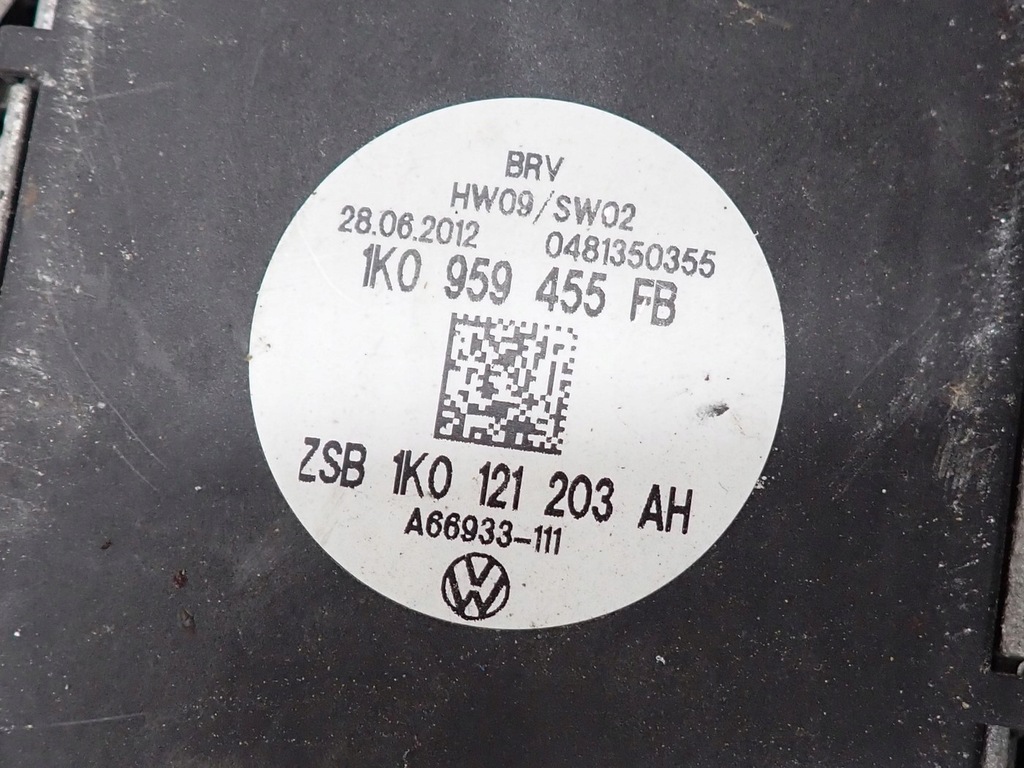 BRV
HW09/SW02
28.06.2012 0481350355
1K0 959 455 FB
ZSB 1K0 121 203 AH
A66933-111